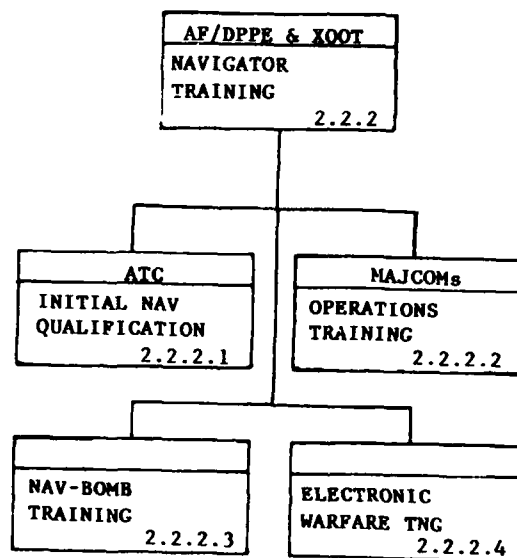 AF/DPPE & XOOT
NAVIGATOR
TRAINING
2.2.2
ATC
INITIAL NAV
QUALIFICATION
2.2.2.1
MAJCOMs
OPERATIONS
TRAINING
2.2.2.2
NAV-BOMB
TRAINING
2.2.2.3
ELECTRONIC
WARFARE TNG
2.2.2.4